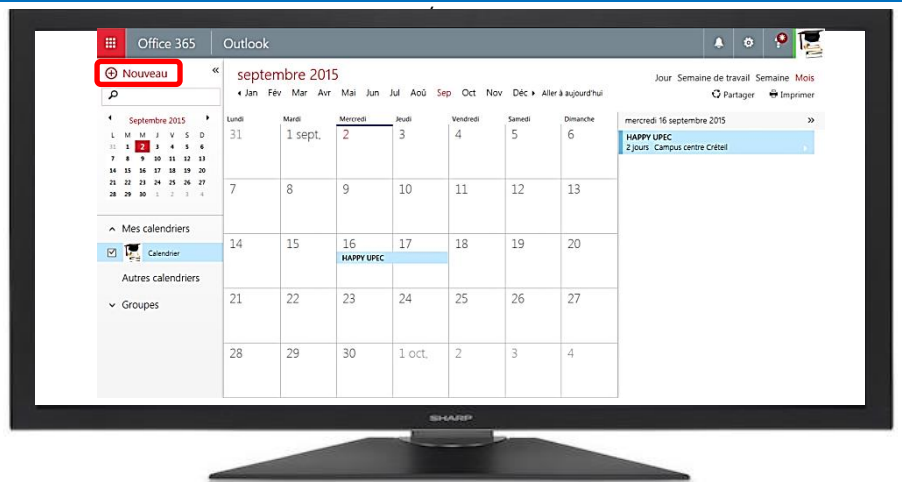 Office 365 Outlook
Nouveau «
septembre 2015
Jour Semaine de travail Semaine Mois
Jan Fév Mar Avr Mai Jun Jul Aoû Sep Oct Nov Déc Aller à aujourd'hui
Partager Imprimer
Septembre 2015
L M M J V S D
31 1 2 3 4 5 6
7 8 9 10 11 12 13
14 15 16 17 18 19 20
21 22 23 24 25 26 27
28 29 30 1 2 3 4
Mes calendriers
Calendrier
Autres calendriers
Groupes
Lundi Mardi Mercredi Jeudi Vendredi Samedi Dimanche
31 1 sept. 2 3 4 5 6
7 8 9 10 11 12 13
14 15 16 17 18 19 20
HAPPY UPEC
21 22 23 24 25 26 27
28 29 30 1 oct. 2 3 4
mercredi 16 septembre 2015 »
HAPPY UPEC
2 jours Campus centre Créteil
SHARP